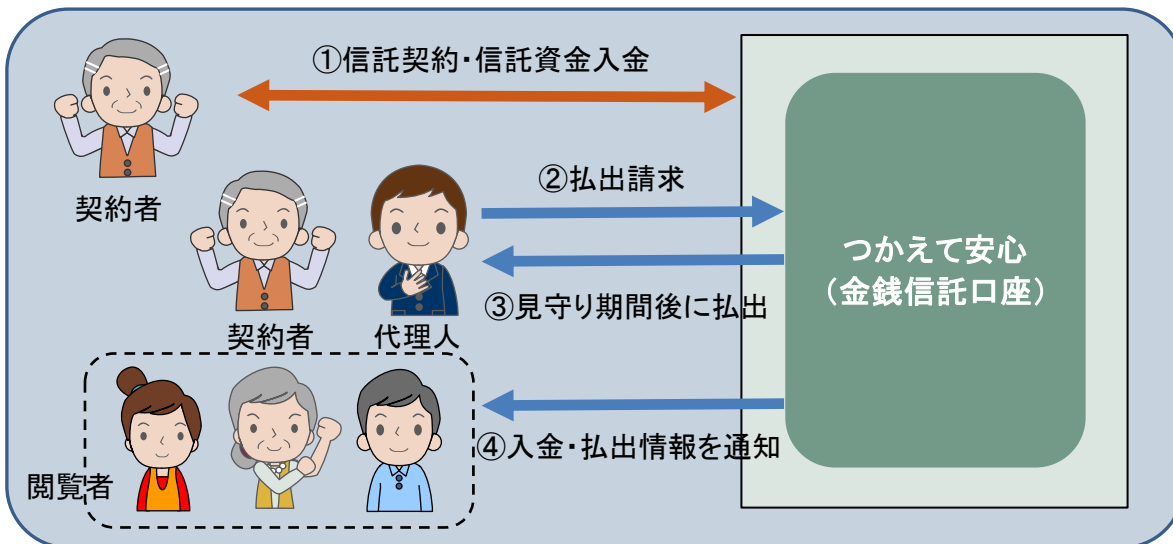 ①信託契約・信託資金入金
契約者
②払出請求
つかえて安心
（金銭信託口座）
③見守り期間後に払出
契約者
代理人
④入金・払出情報を通知
閲覧者